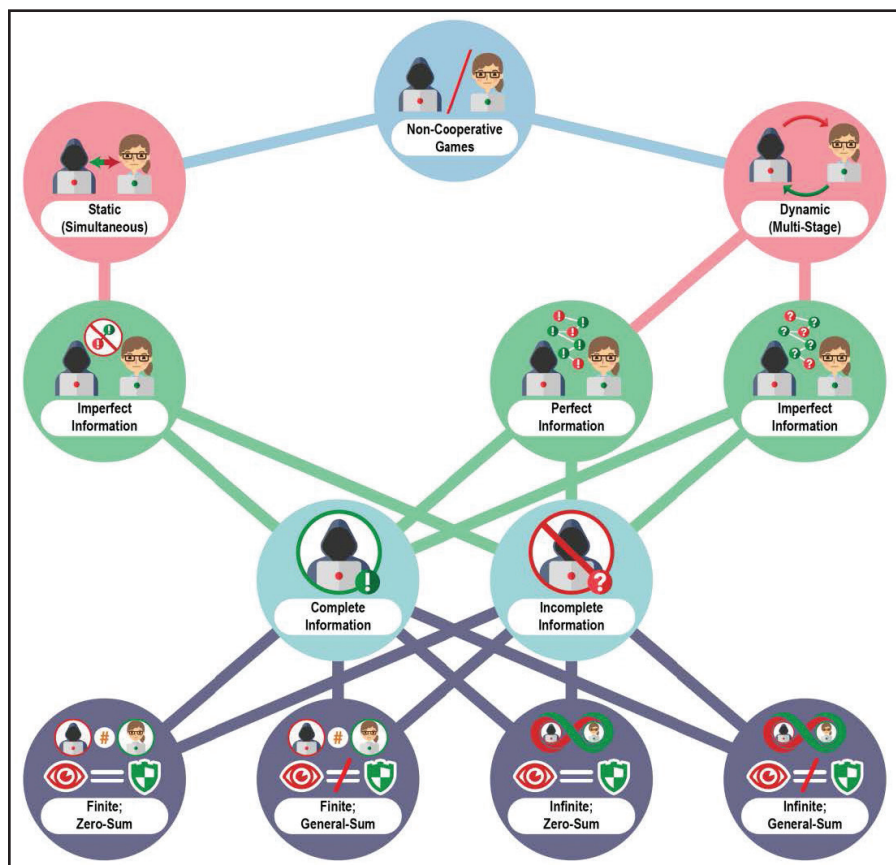 Non-Cooperative
Games
Static
(Simultaneous)
Dynamic
(Multi-Stage)
Imperfect
Information
Perfect
Information
Imperfect
Information
Complete
Information
Incomplete
Information
Finite;
Zero-Sum
Finite;
General-Sum
Infinite;
Zero-Sum
Infinite;
General-Sum